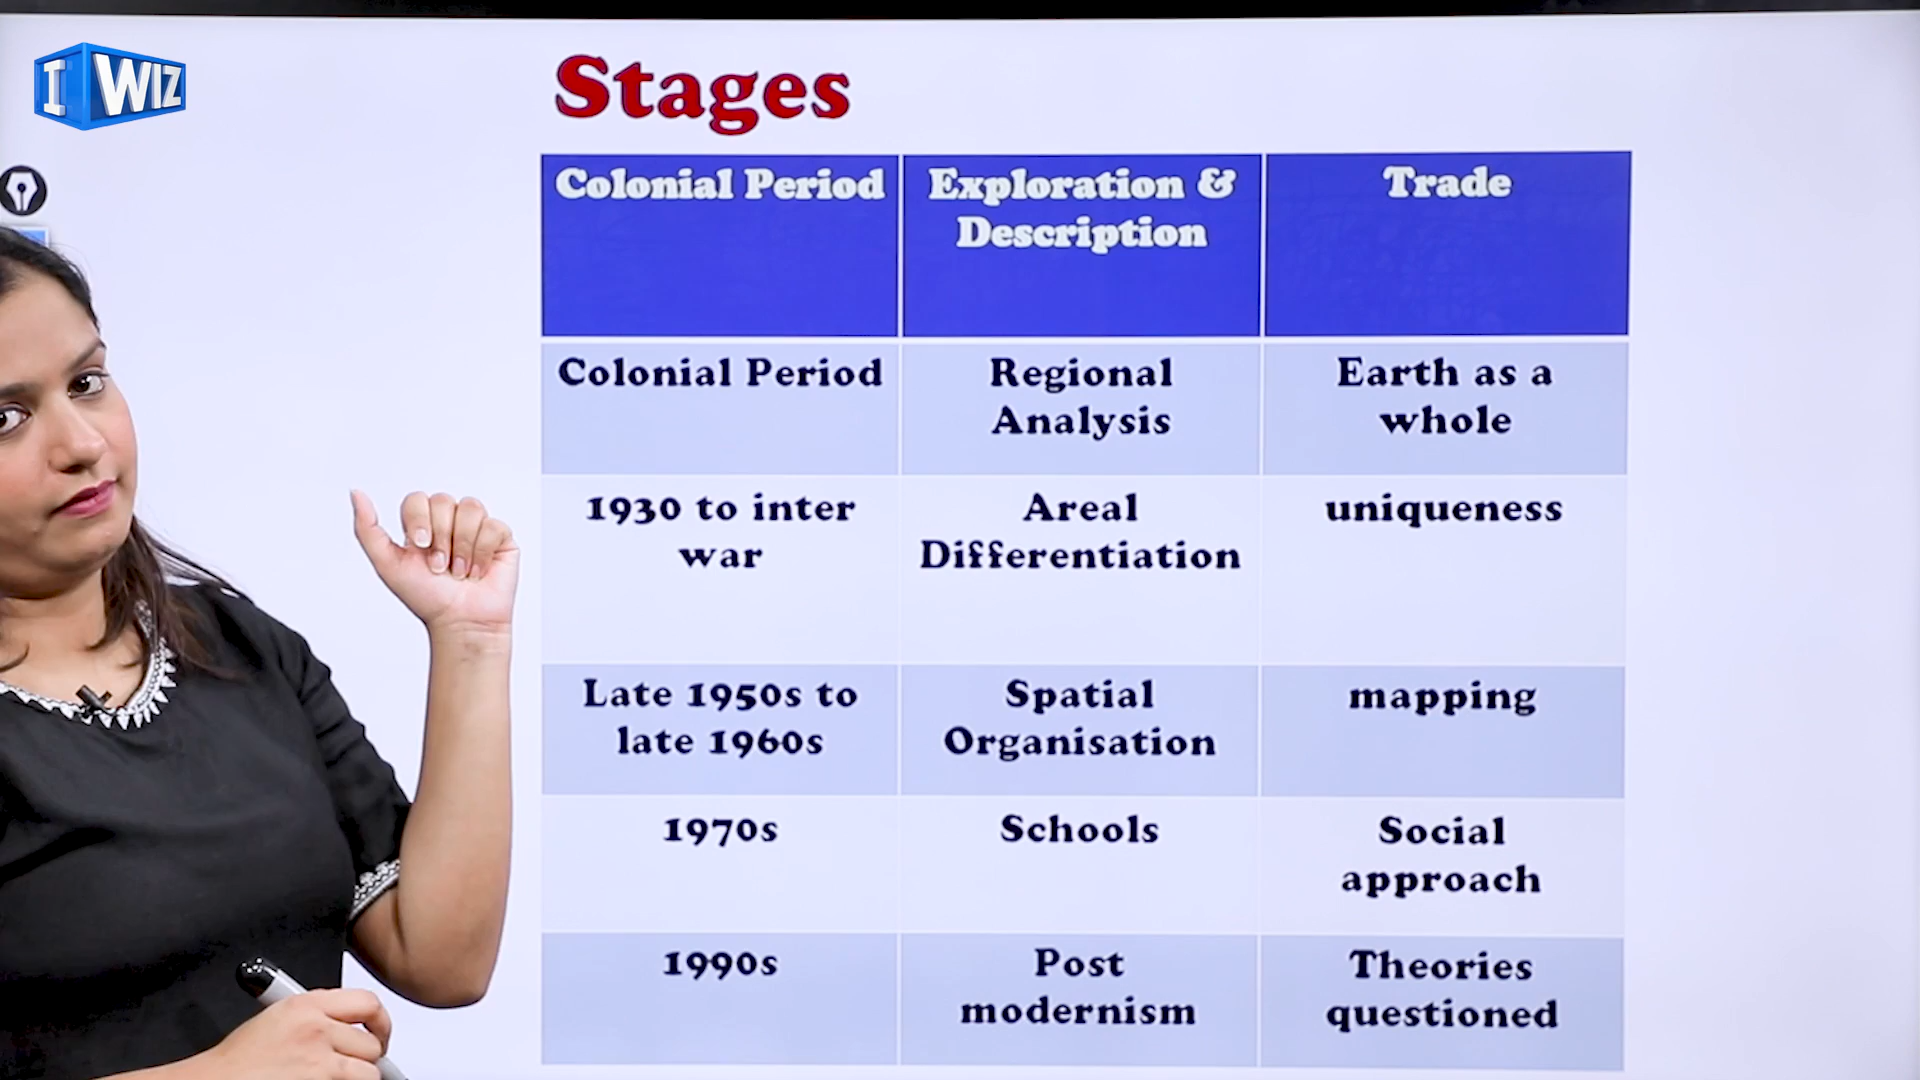 I WIZ
Stages
Colonial Period
Exploration &
Description
Trade
Colonial Period
Regional
Analysis
Earth as a
whole
1930 to inter
war
Areal
Differentiation
uniqueness
Late 1950s to
late 1960s
Spatial
Organisation
mapping
1970s
Schools
Social
approach
1990s
Post
modernism
Theories
questioned